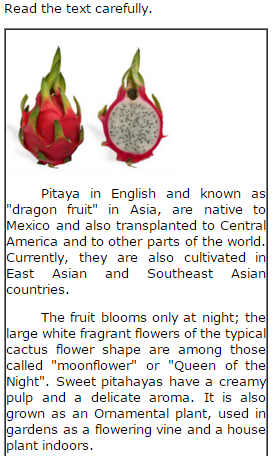 Read the text carefully.
Pitaya in English and known as
"dragon fruit" in Asia, are native to
Mexico and also transplanted to Central
America and to other parts of the world.
Currently, they are also cultivated in
East Asian and Southeast Asian
countries.
The fruit blooms only at night; the
large white fragrant flowers of the typical
cactus flower shape are among those
called "moonflower" or "Queen of the
Night". Sweet pitahayas have a creamy
pulp and a delicate aroma. It is also
grown as an Ornamental plant, used in
gardens as a flowering vine and a house
plant indoors.